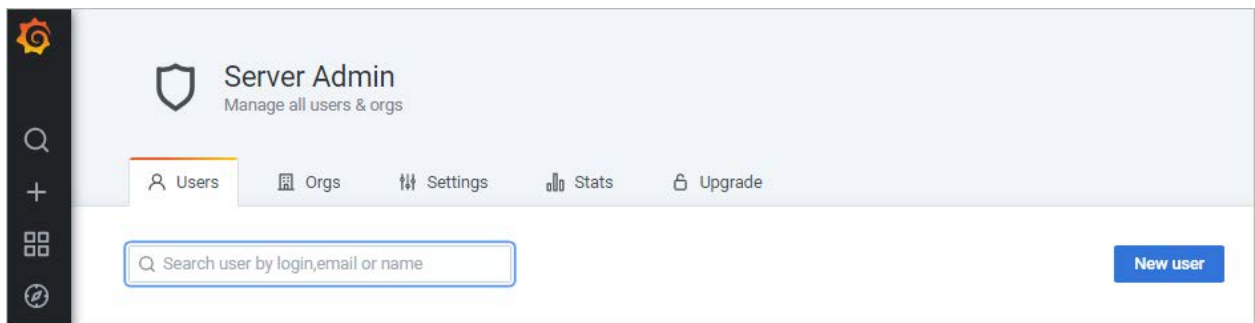 Server Admin
Manage all users & orgs
Users Orgs Settings Stats Upgrade
Search user by login,email or name New user